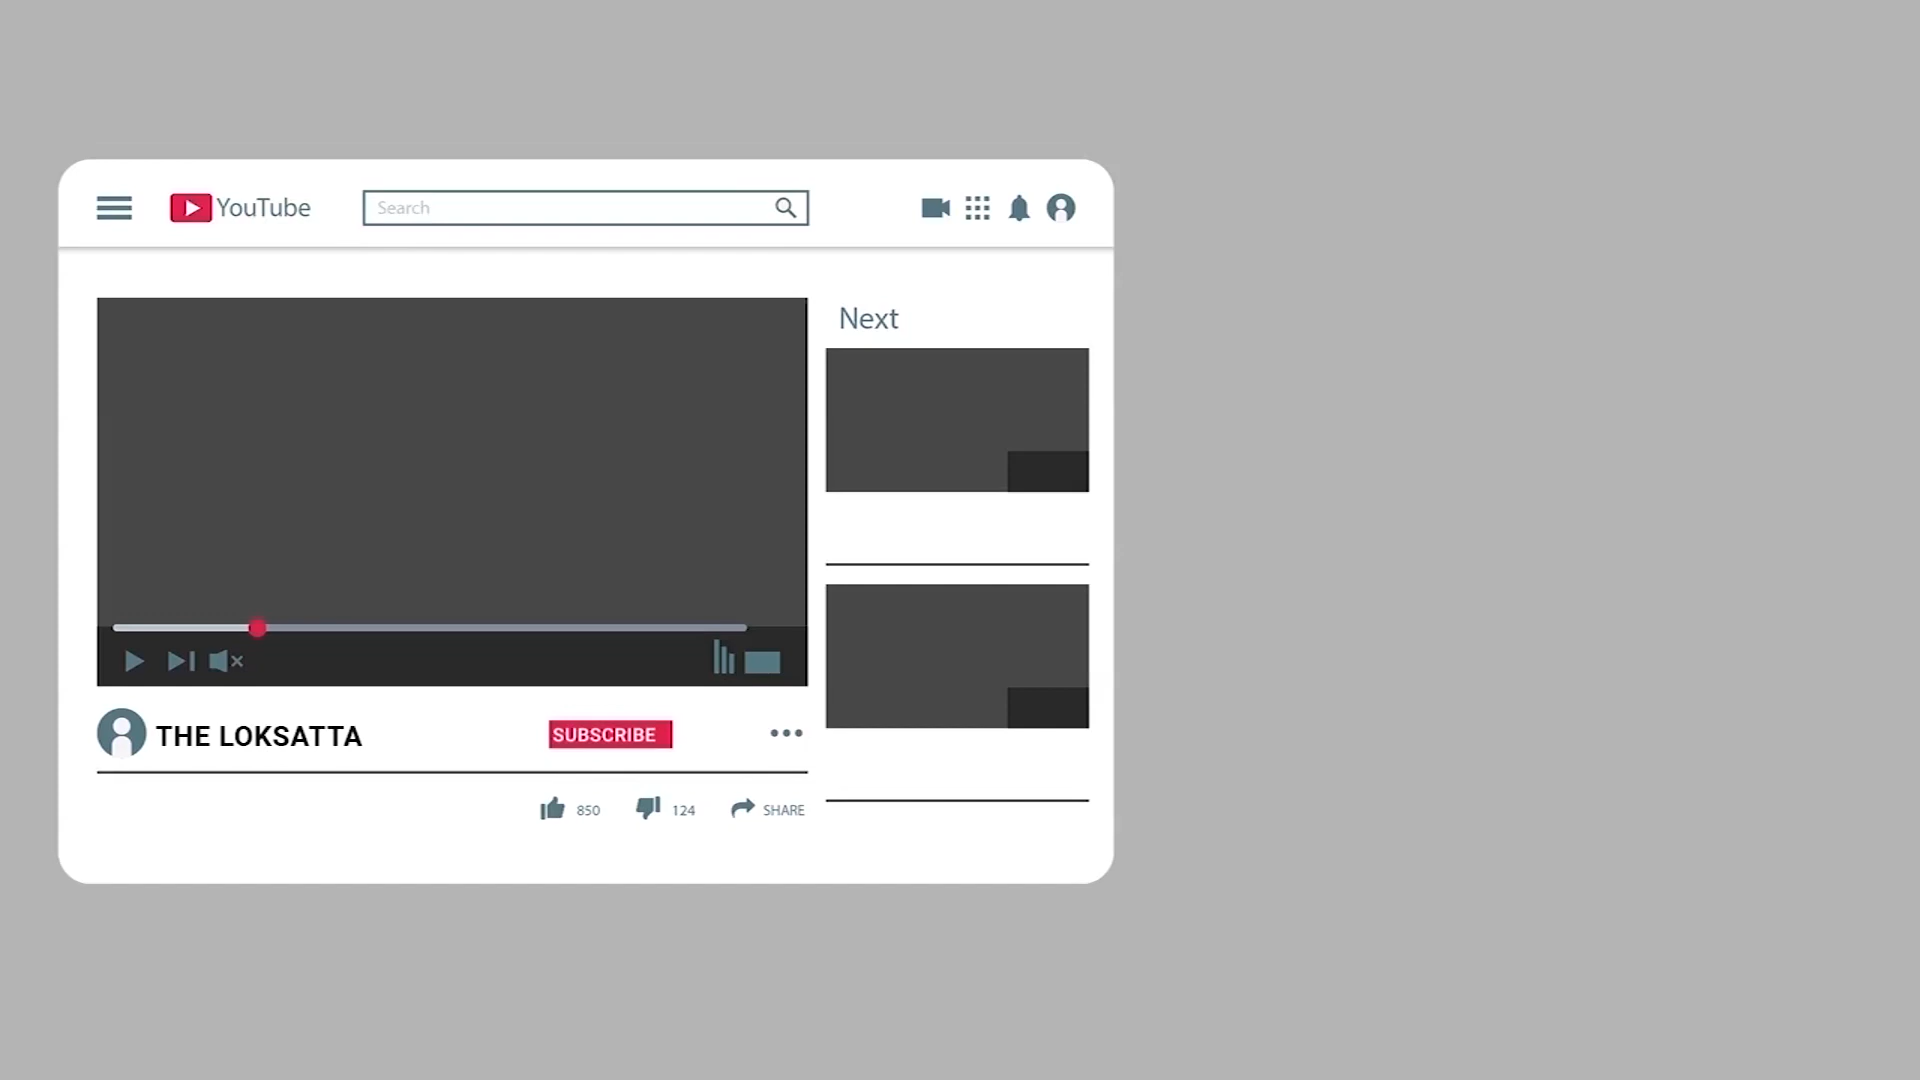 YouTube
Search
Next
THE LOKSATTA
SUBSCRIBE
850
124
SHARE